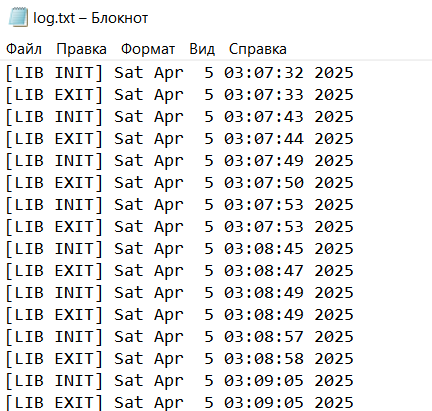 log.txt – Блокнот
Файл Правка Формат Вид Справка
[LIB INIT] Sat Apr  5 03:07:32 2025
[LIB EXIT] Sat Apr  5 03:07:33 2025
[LIB INIT] Sat Apr  5 03:07:43 2025
[LIB EXIT] Sat Apr  5 03:07:44 2025
[LIB INIT] Sat Apr  5 03:07:49 2025
[LIB EXIT] Sat Apr  5 03:07:50 2025
[LIB INIT] Sat Apr  5 03:07:53 2025
[LIB EXIT] Sat Apr  5 03:07:53 2025
[LIB INIT] Sat Apr  5 03:08:45 2025
[LIB EXIT] Sat Apr  5 03:08:47 2025
[LIB INIT] Sat Apr  5 03:08:49 2025
[LIB EXIT] Sat Apr  5 03:08:49 2025
[LIB INIT] Sat Apr  5 03:08:57 2025
[LIB EXIT] Sat Apr  5 03:08:58 2025
[LIB INIT] Sat Apr  5 03:09:05 2025
[LIB EXIT] Sat Apr  5 03:09:05 2025